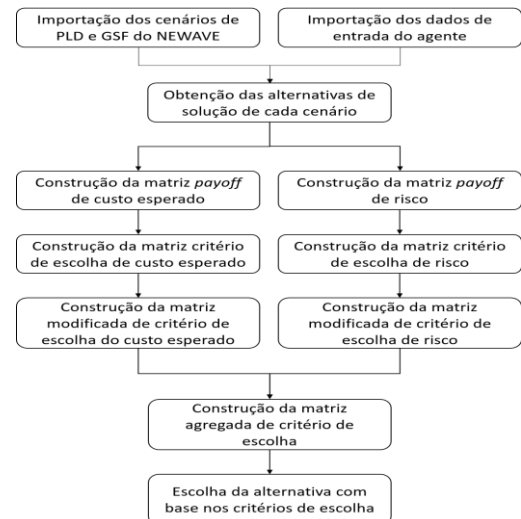 Importação dos cenários de
PLD e GSF do NEWAVE
Importação dos dados de
entrada do agente
Obtenção das alternativas de
solução de cada cenário
Construção da matriz payoff
de custo esperado
Construção da matriz payoff
de risco
Construção da matriz critério
de escolha de custo esperado
Construção da matriz critério
de escolha de risco
Construção da matriz
modificada de critério de
escolha do custo esperado
Construção da matriz
modificada de critério de
escolha de risco
Construção da matriz
agregada de critério de
escolha
Escolha da alternativa com
base nos critérios de escolha